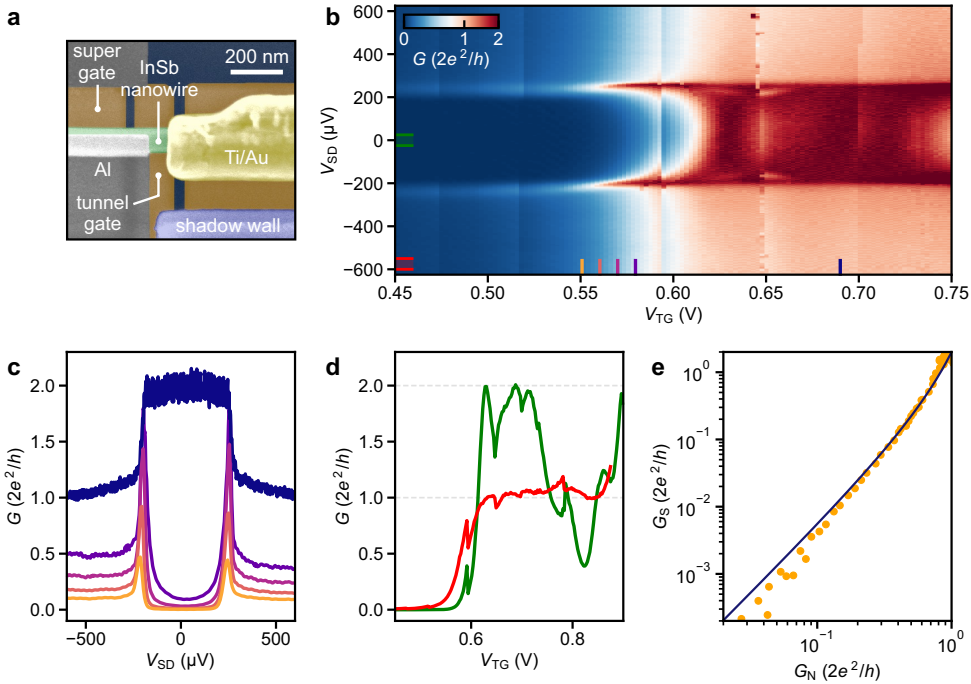 a
super
gate
InSb
nanowire
200 nm
Al
Ti/Au
tunnel
gate
shadow wall
b
600
400
200
0
−200
−400
−600
V_SD (µV)
0 1 2
G (2e²/h)
0.45 0.50 0.55 0.60 0.65 0.70 0.75
V_TG (V)
c
2.0
1.5
1.0
0.5
0.0
G (2e²/h)
−500 0 500
V_SD (µV)
d
2.0
1.0
0.0
G (2e²/h)
0.6 0.8
V_TG (V)
e
10⁰
10⁻¹
10⁻²
10⁻³
G_S (2e²/h)
10⁻¹ 10⁰
G_N (2e²/h)